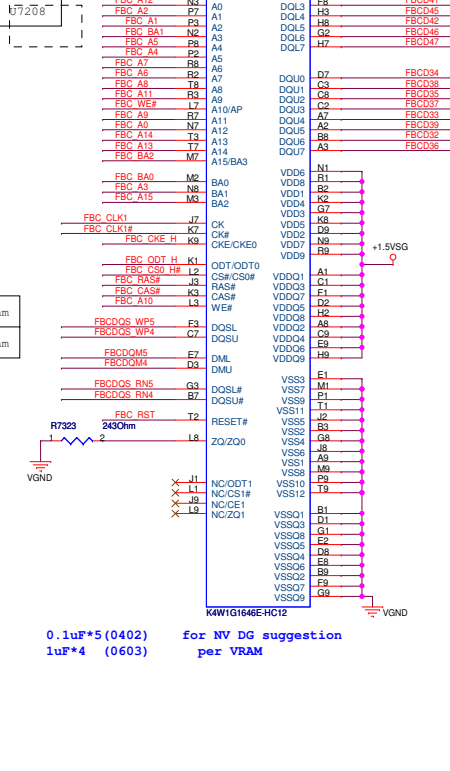 U7208
N3 A0 DQL3 F8
FBC_A2 P7 A1 DQL4 H3 FBCD45
FBC_A1 P3 A2 DQL5 H8 FBCD42
FBC_BA1 N2 A3 DQL6 G2 FBCD46
FBC_A5 P8 A4 DQL7 H7 FBCD47
FBC_A4 P2 A5
FBC_A7 R8 A6
FBC_A6 R2 A7 DQU0 D7 FBCD34
FBC_A8 T8 A8 DQU1 C3 FBCD38
FBC_A11 R3 A9 DQU2 C8 FBCD35
FBC_WE# L7 A10/AP DQU3 C2 FBCD37
FBC_A9 R7 A11 DQU4 A7 FBCD33
FBC_A0 N7 A12 DQU5 A2 FBCD39
FBC_A14 T3 A13 DQU6 B8 FBCD32
FBC_A13 T7 A14 DQU7 A3 FBCD36
FBC_BA2 M7 A15/BA3
VDD6 N1
FBC_BA0 M2 BA0 VDD8 R1
FBC_A3 N8 BA1 VDD1 B2
FBC_A15 M3 BA2 VDD4 K2
VDD3 G7
FBC_CLK1 J7 CK VDD5 K8
FBC_CLK1# K7 CK# VDD2 D9
FBC_CKE_H K9 CKE/CKE0 VDD7 N9
VDD9 R9 +1.5VSG
FBC_ODT_H K1 ODT/ODT0
FBC_CS0_H# L2 CS#/CS0# VDDQ1 A1
FBC_RAS# J3 RAS# VDDQ3 C1
FBC_CAS# K3 CAS# VDDQ7 F1
FBC_A10 L3 WE# VDDQ5 D2
VDDQ8 H2
FBCDQS_WP5 F3 DQSL VDDQ2 A8
FBCDQS_WP4 C7 DQSU VDDQ4 C9
VDDQ6 E9
FBCDQM5 E7 DML VDDQ9 H9
FBCDQM4 D3 DMU
VSS3 E1
FBCDQS_RN5 G3 DQSL# VSS7 M1
FBCDQS_RN4 B7 DQSU# VSS9 P1
VSS11 T1
FBC_RST T2 RESET# VSS5 J2
R7323 243Ohm VSS2 B3
1 2 L8 ZQ/ZQ0 VSS4 G8
VSS6 J8
VSS1 A9
VGND VSS8 M9
J1 NC/ODT1 VSS10 P9
L1 NC/CS1# VSS12 T9
J9 NC/CE1
L9 NC/ZQ1 VSSQ1 B1
VSSQ3 D1
VSSQ8 G1
VSSQ5 E2
VSSQ4 D8
VSSQ6 E8
VSSQ2 B9
VSSQ7 F9
VSSQ9 G9
K4W1G1646E-HC12 VGND
0.1uF*5(0402) for NV DG suggestion
1uF*4 (0603) per VRAM